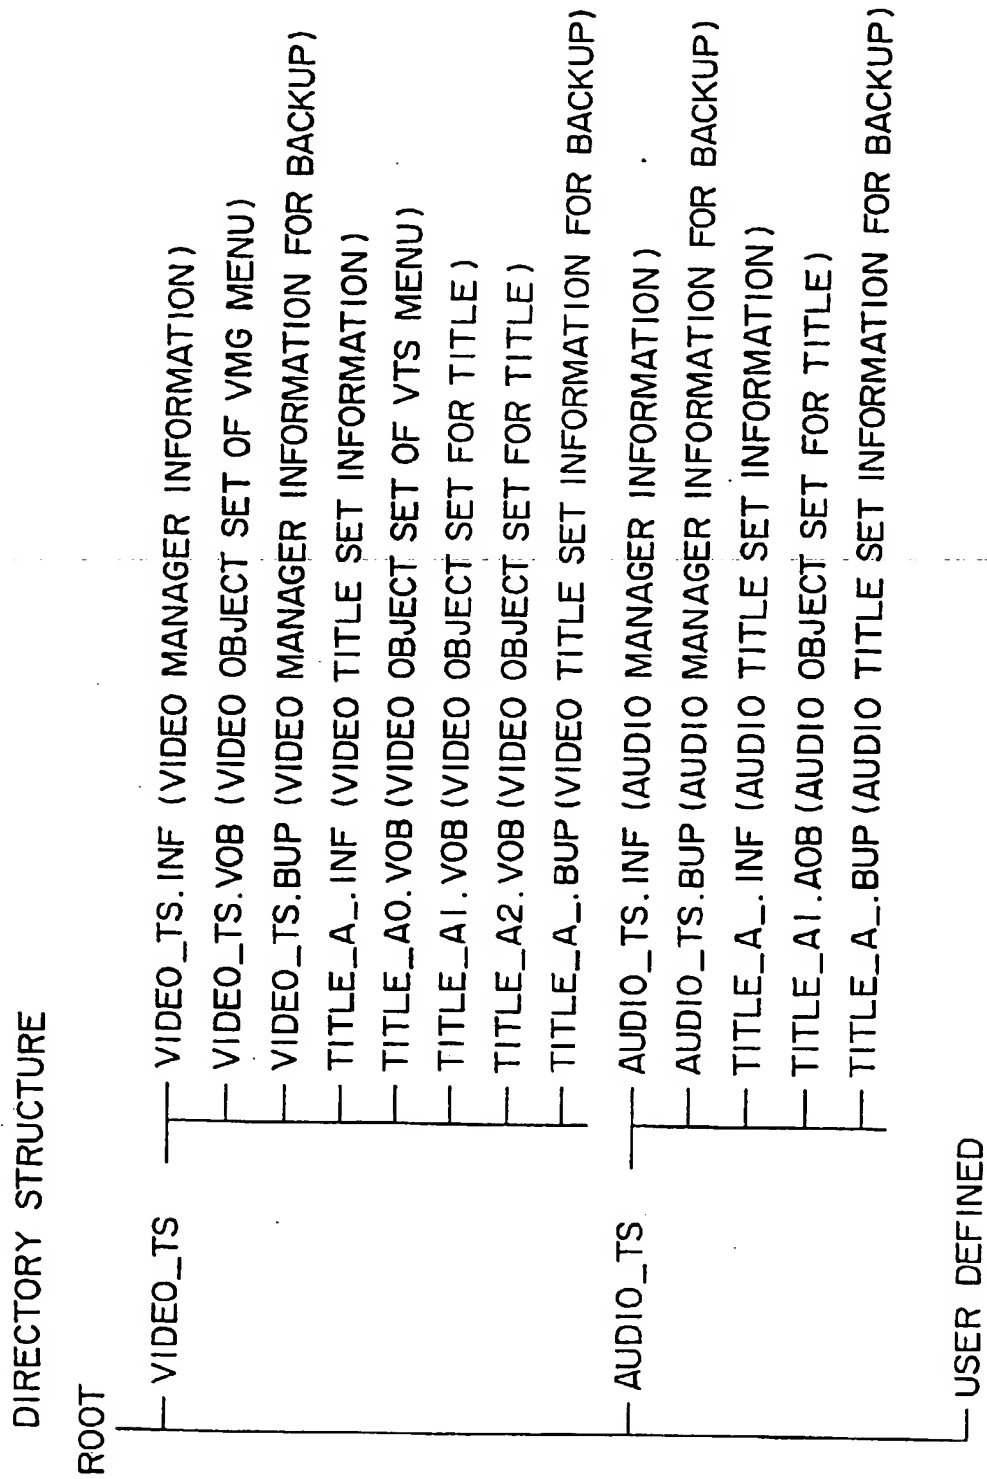 DIRECTORY STRUCTURE
ROOT
VIDEO_TS
VIDEO_TS.INF (VIDEO MANAGER INFORMATION)
VIDEO_TS.VOB (VIDEO OBJECT SET OF VMG MENU)
VIDEO_TS.BUP (VIDEO MANAGER INFORMATION FOR BACKUP)
TITLE_A_.INF (VIDEO TITLE SET INFORMATION)
TITLE_A0.VOB (VIDEO OBJECT SET OF VTS MENU)
TITLE_A1.VOB (VIDEO OBJECT SET FOR TITLE)
TITLE_A2.VOB (VIDEO OBJECT SET FOR TITLE)
TITLE_A_.BUP (VIDEO TITLE SET INFORMATION FOR BACKUP)
AUDIO_TS
AUDIO_TS.INF (AUDIO MANAGER INFORMATION)
AUDIO_TS.BUP (AUDIO MANAGER INFORMATION FOR BACKUP)
TITLE_A_.INF (AUDIO TITLE SET INFORMATION)
TITLE_A1.AOB (AUDIO OBJECT SET FOR TITLE)
TITLE_A_.BUP (AUDIO TITLE SET INFORMATION FOR BACKUP)
USER DEFINED